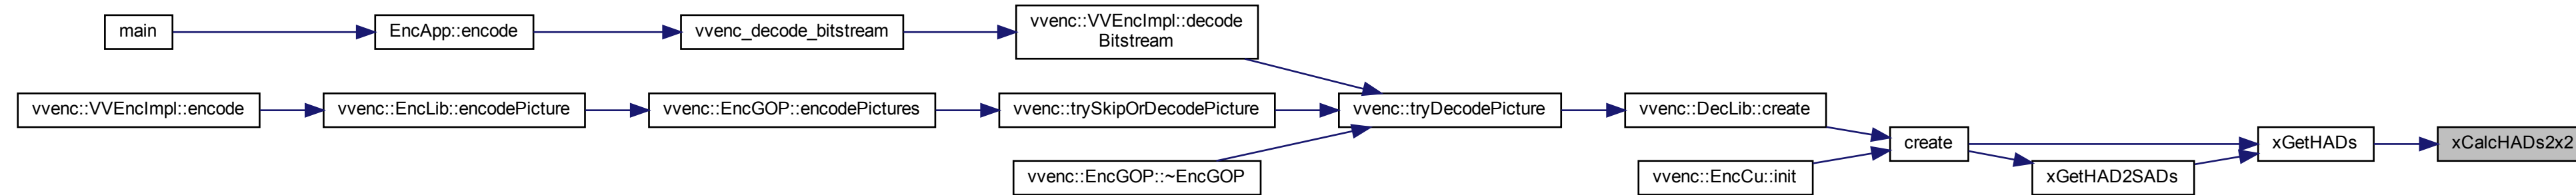 main
EncApp::encode
vvenc_decode_bitstream
vvenc::VVEncImpl::decode
Bitstream
vvenc::VVEncImpl::encode
vvenc::EncLib::encodePicture
vvenc::EncGOP::encodePictures
vvenc::trySkipOrDecodePicture
vvenc::tryDecodePicture
vvenc::DecLib::create
vvenc::EncGOP::~EncGOP
vvenc::EncCu::init
create
xGetHAD2SADs
xGetHADs
xCalcHADs2x2